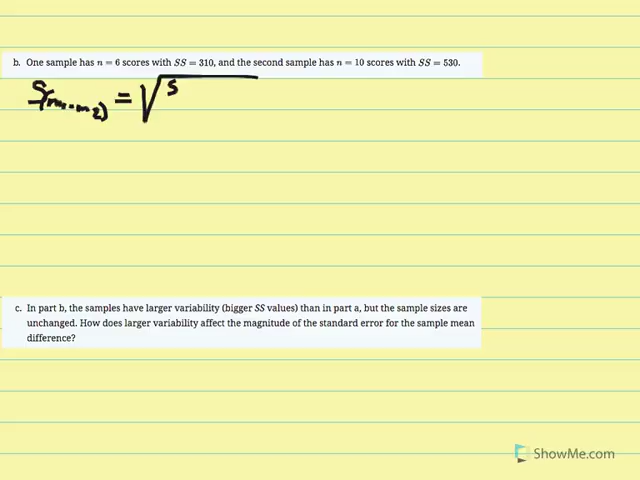 b. One sample has n = 6 scores with SS = 310, and the second sample has n = 10 scores with SS = 530.
S(m₁-m₂) = √s
c. In part b, the samples have larger variability (bigger SS values) than in part a, but the sample sizes are
unchanged. How does larger variability affect the magnitude of the standard error for the sample mean
difference?
ShowMe.com